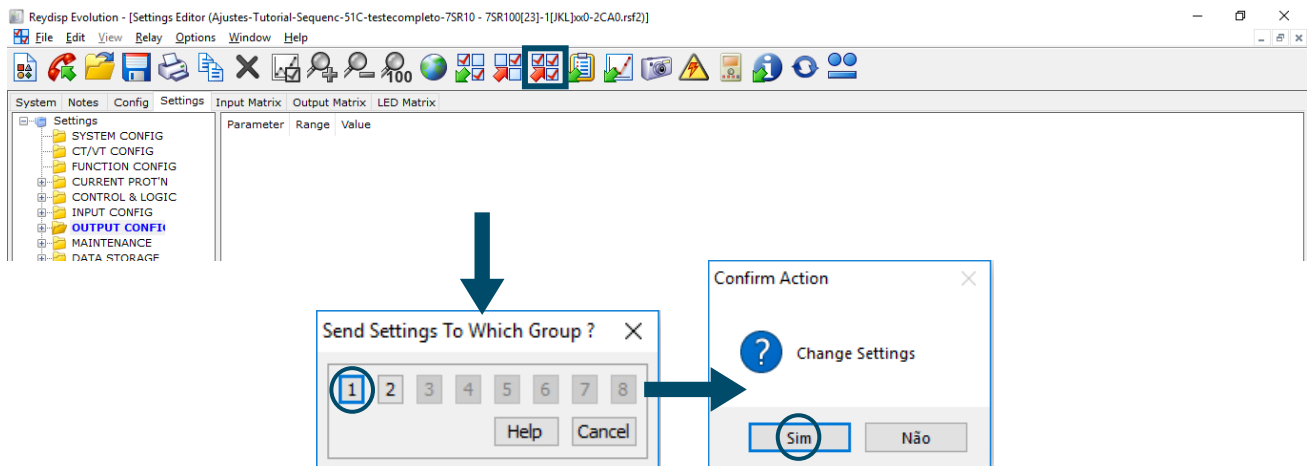 Reydisp Evolution - [Settings Editor (Ajustes-Tutorial-Sequenc-51C-testecompleto-7SR10 - 7SR100[23]-1[JKL]xx0-2CA0.rsf2)]
File Edit View Relay Options Window Help
100
System Notes Config Settings Input Matrix Output Matrix LED Matrix
Settings
Parameter Range Value
SYSTEM CONFIG
CT/VT CONFIG
FUNCTION CONFIG
CURRENT PROT'N
CONTROL & LOGIC
INPUT CONFIG
OUTPUT CONFI
MAINTENANCE
DATA STORAGE
Send Settings To Which Group ?
1 2 3 4 5 6 7 8
Help Cancel
Confirm Action
?
Change Settings
Sim Não